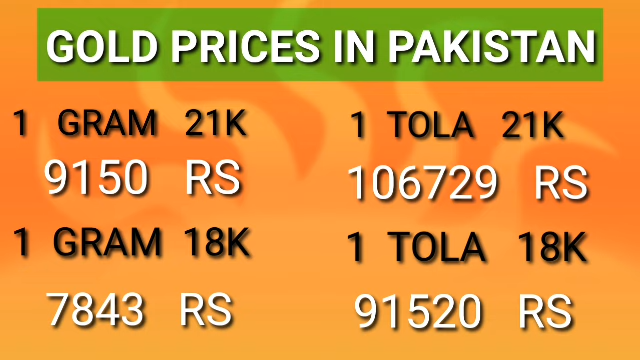 GOLD PRICES IN PAKISTAN
1 GRAM 21K
9150 RS
1 TOLA 21K
106729 RS
1 GRAM 18K
7843 RS
1 TOLA 18K
91520 RS